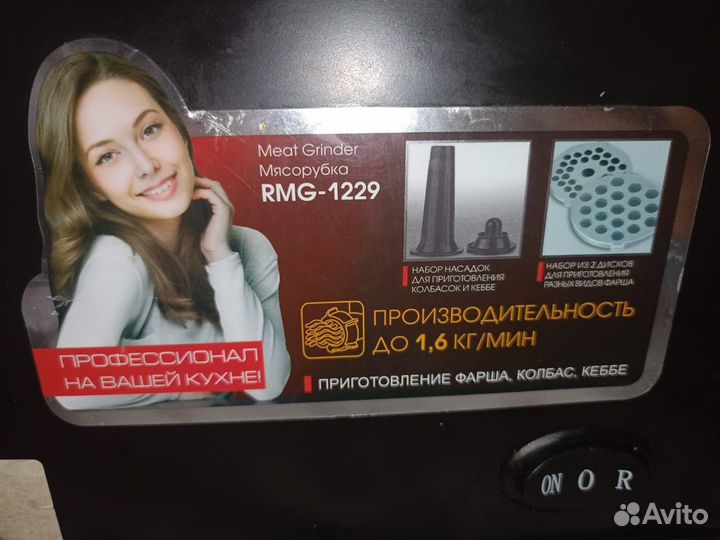 Meat Grinder
Мясорубка
RMG-1229
НАБОР НАСАДОК
ДЛЯ ПРИГОТОВЛЕНИЯ
КОЛБАСОК И КЕББЕ
НАБОР ИЗ 2 ДИСКОВ
ДЛЯ ПРИГОТОВЛЕНИЯ
РАЗНЫХ ВИДОВ ФАРША
ПРОИЗВОДИТЕЛЬНОСТЬ
ДО 1,6 КГ/МИН
ПРОФЕССИОНАЛ
НА ВАШЕЙ КУХНЕ!
ПРИГОТОВЛЕНИЕ ФАРША, КОЛБАС, КЕББЕ
ON O R
Avito